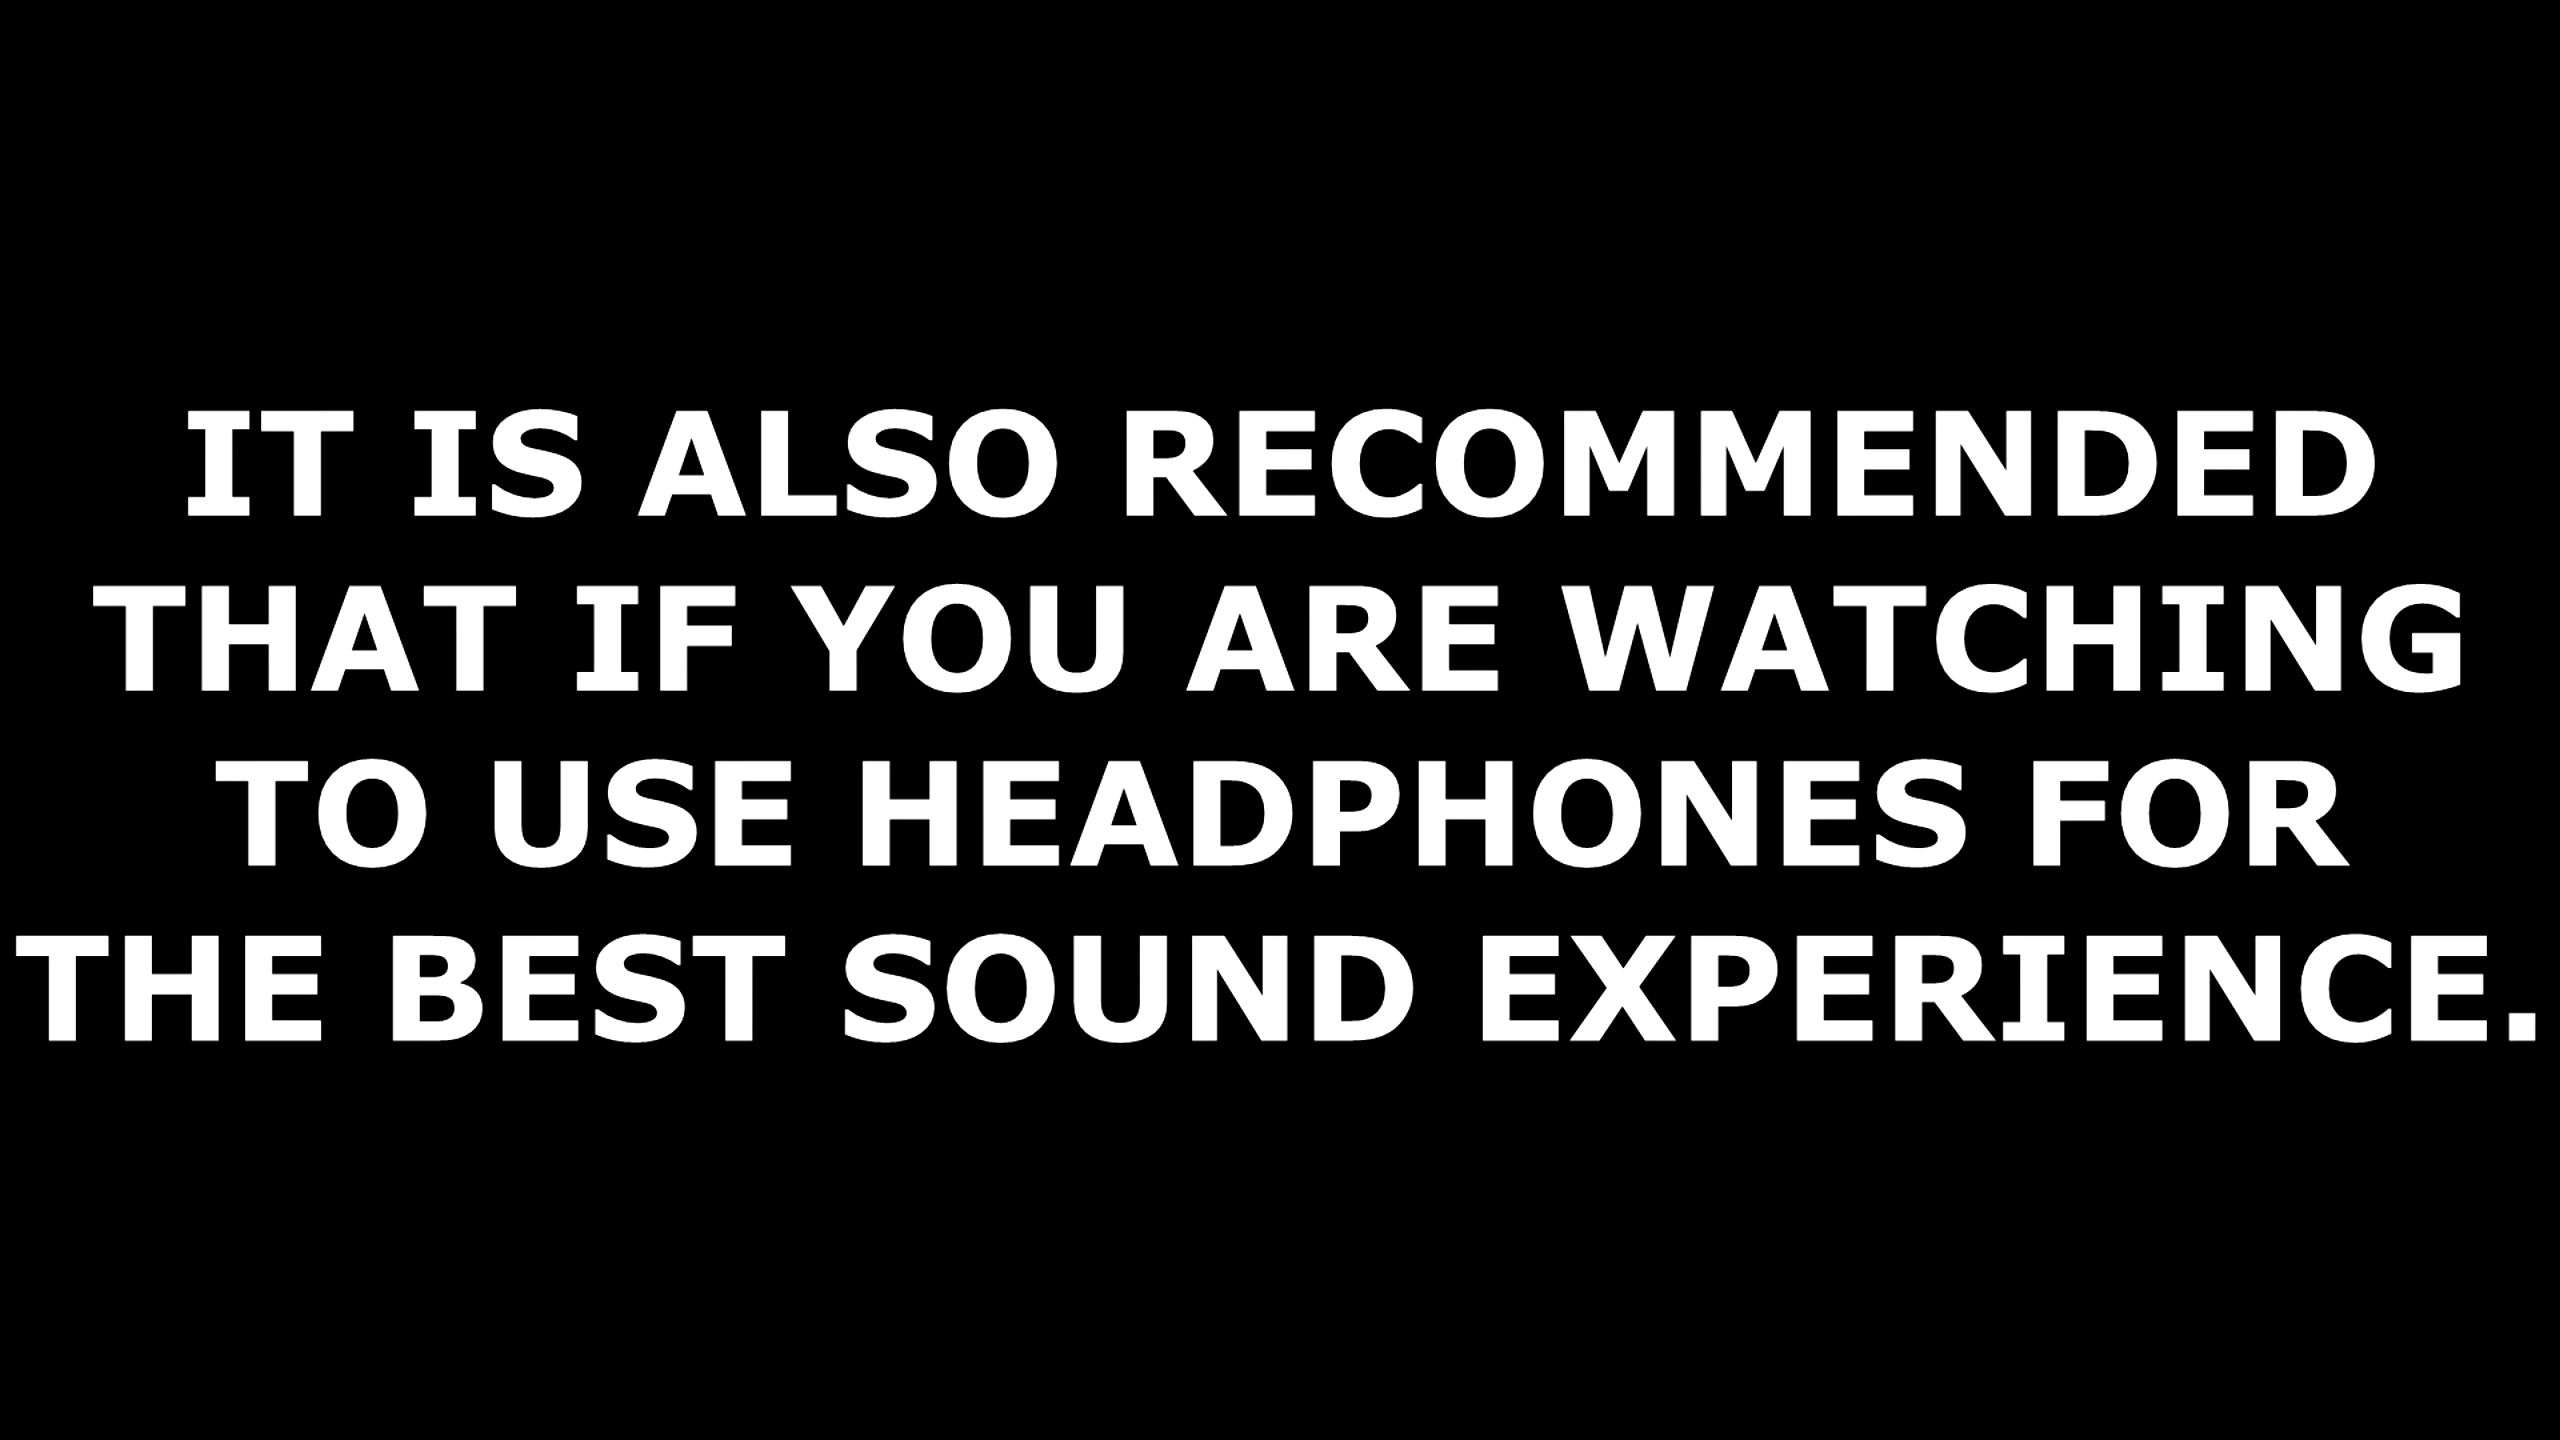 IT IS ALSO RECOMMENDED
THAT IF YOU ARE WATCHING
TO USE HEADPHONES FOR
THE BEST SOUND EXPERIENCE.